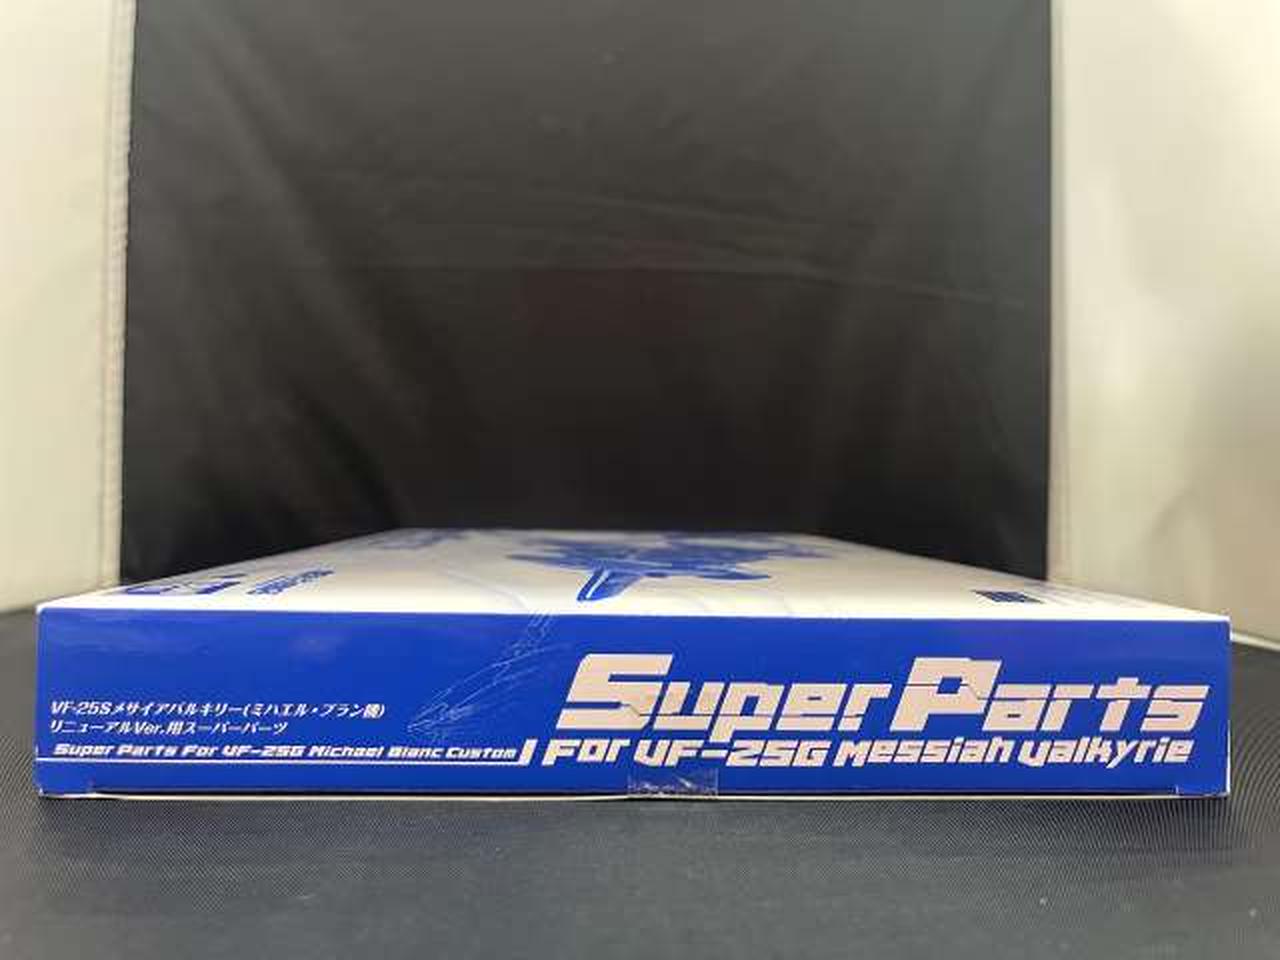 VF-25Sメサイアバルキリー(ミハエル・ブラン機)
リニューアルVer.用スーパーパーツ
Super Parts For VF-25G Michael Blanc Custom
Super Parts
For VF-25G Messiah Valkyrie